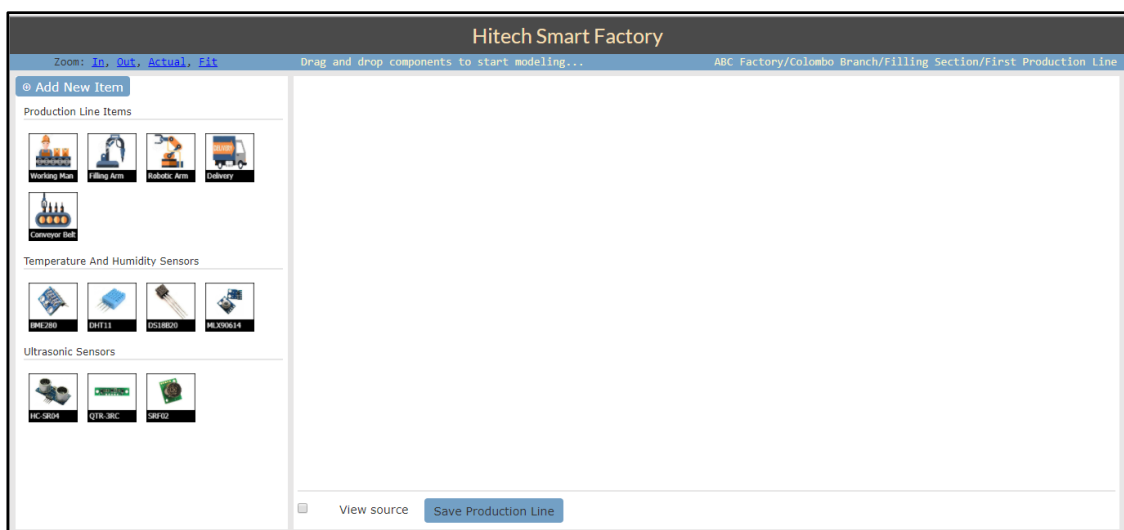 Hitech Smart Factory
Zoom: In, Out, Actual, Fit
Drag and drop components to start modeling...
ABC Factory/Colombo Branch/Filling Section/First Production Line
Add New Item
Production Line Items
Working Man
Filling Arm
Robotic Arm
DELIVERY
Delivery
Conveyor Belt
Temperature And Humidity Sensors
BME280
DHT11
DS18B20
MLX90614
Ultrasonic Sensors
HC-SR04
QTR-3RC
SRF02
View source
Save Production Line